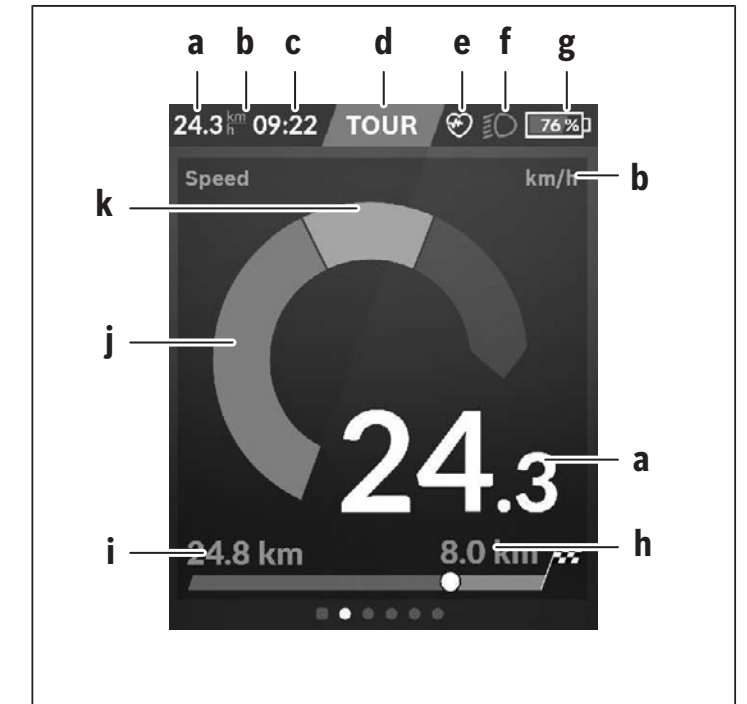 a b c d e f g
24.3 km/h 09:22 TOUR 76 %
Speed km/h b
k
j
24.3 a
i 24.8 km 8.0 km h